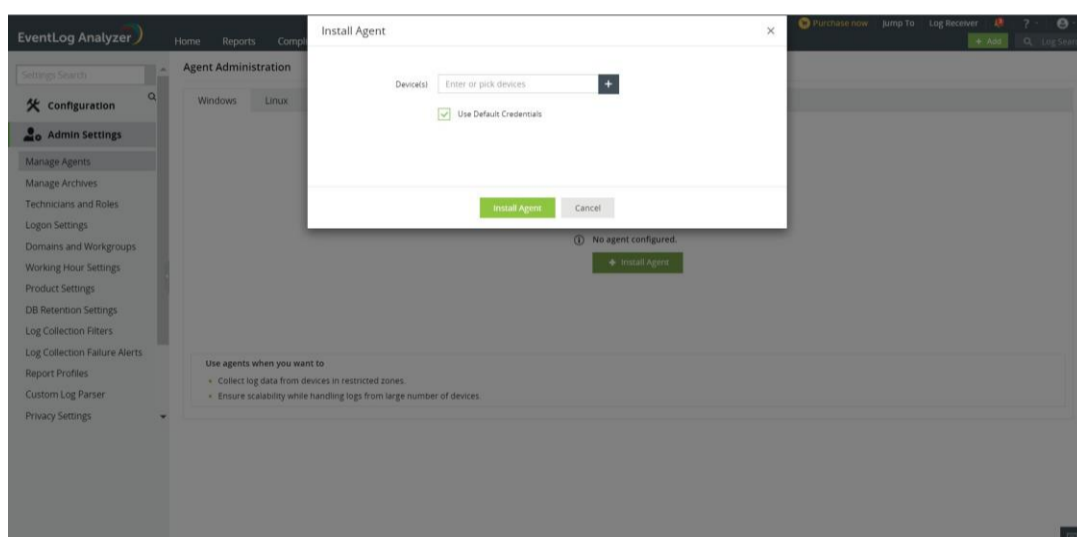 EventLog Analyzer
Home Reports Compl
Purchase now Jump To Log Receiver ?
+ Add Log Sear
Settings Search
Configuration
Admin Settings
Manage Agents
Manage Archives
Technicians and Roles
Logon Settings
Domains and Workgroups
Working Hour Settings
Product Settings
DB Retention Settings
Log Collection Filters
Log Collection Failure Alerts
Report Profiles
Custom Log Parser
Privacy Settings
Agent Administration
Windows Linux
Install Agent ×
Device(s) Enter or pick devices +
Use Default Credentials
Install Agent Cancel
No agent configured.
+ Install Agent
Use agents when you want to
Collect log data from devices in restricted zones.
Ensure scalability while handling logs from large number of devices.